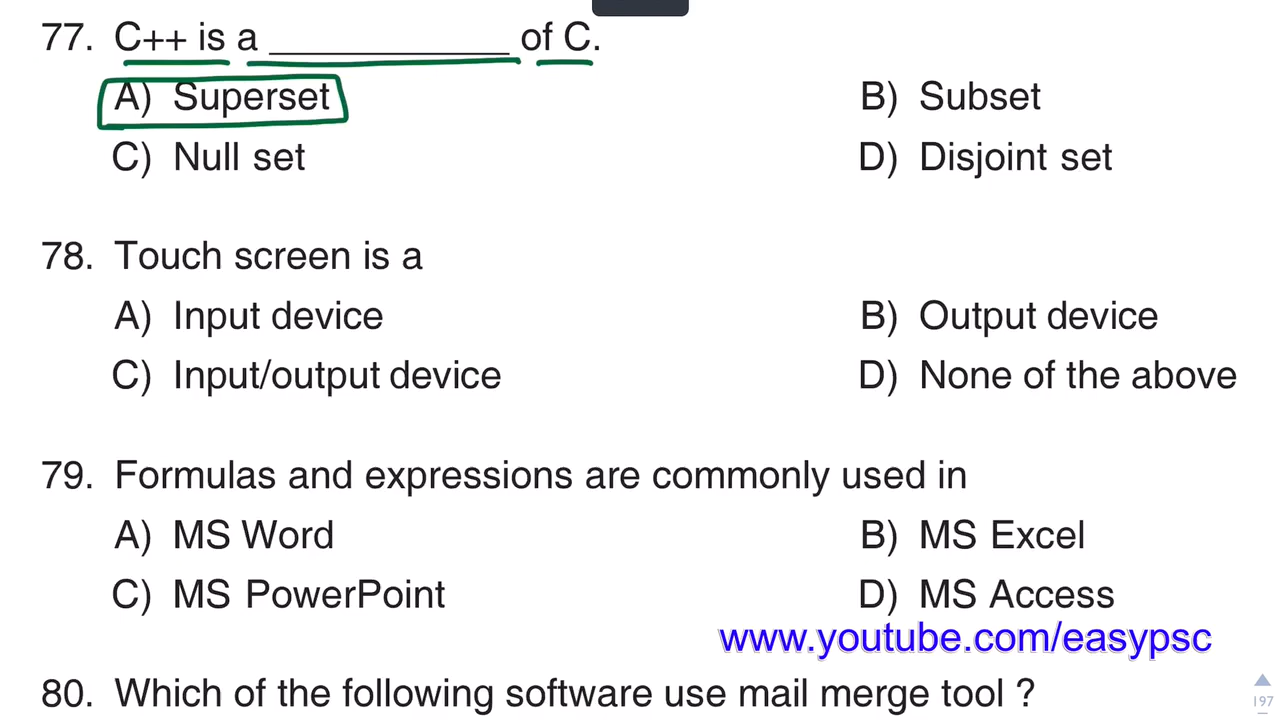 77. C++ is a ____________ of C.
A) Superset B) Subset
C) Null set D) Disjoint set
78. Touch screen is a
A) Input device B) Output device
C) Input/output device D) None of the above
79. Formulas and expressions are commonly used in
A) MS Word B) MS Excel
C) MS PowerPoint D) MS Access
www.youtube.com/easypsc
80. Which of the following software use mail merge tool ?
197